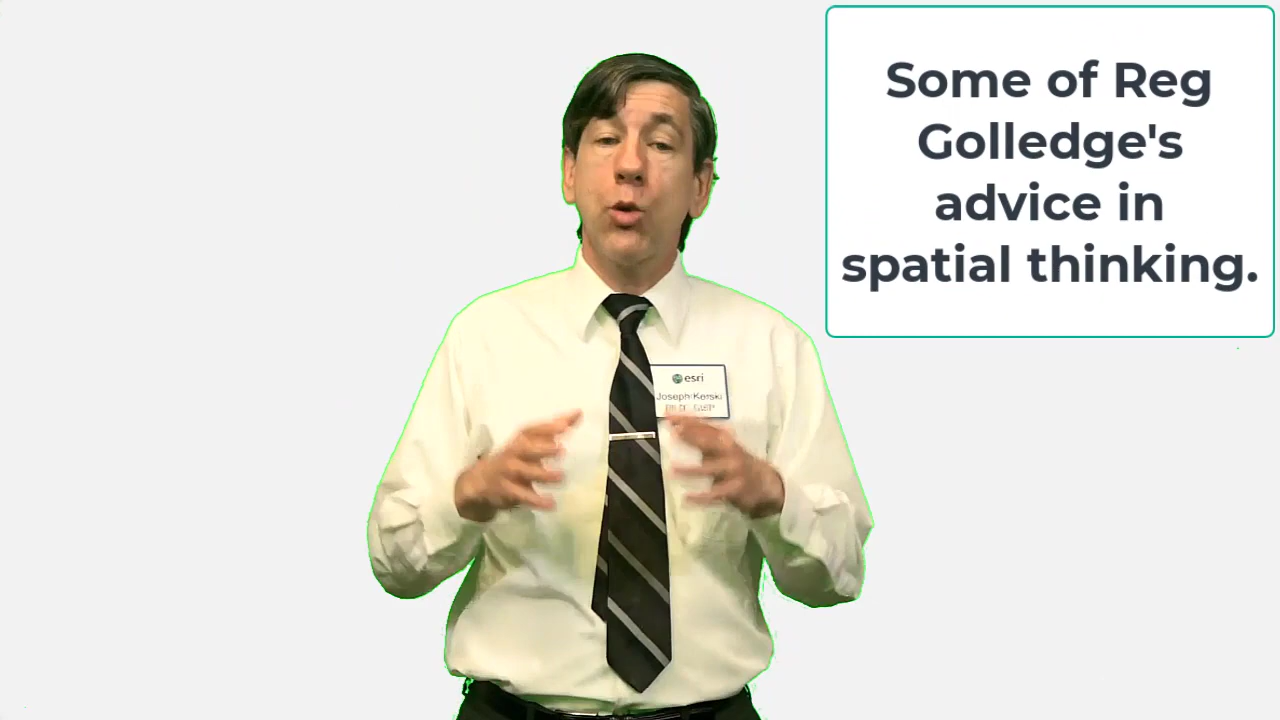 Some of Reg
Golledge's
advice in
spatial thinking.
esri
Joseph Kerski